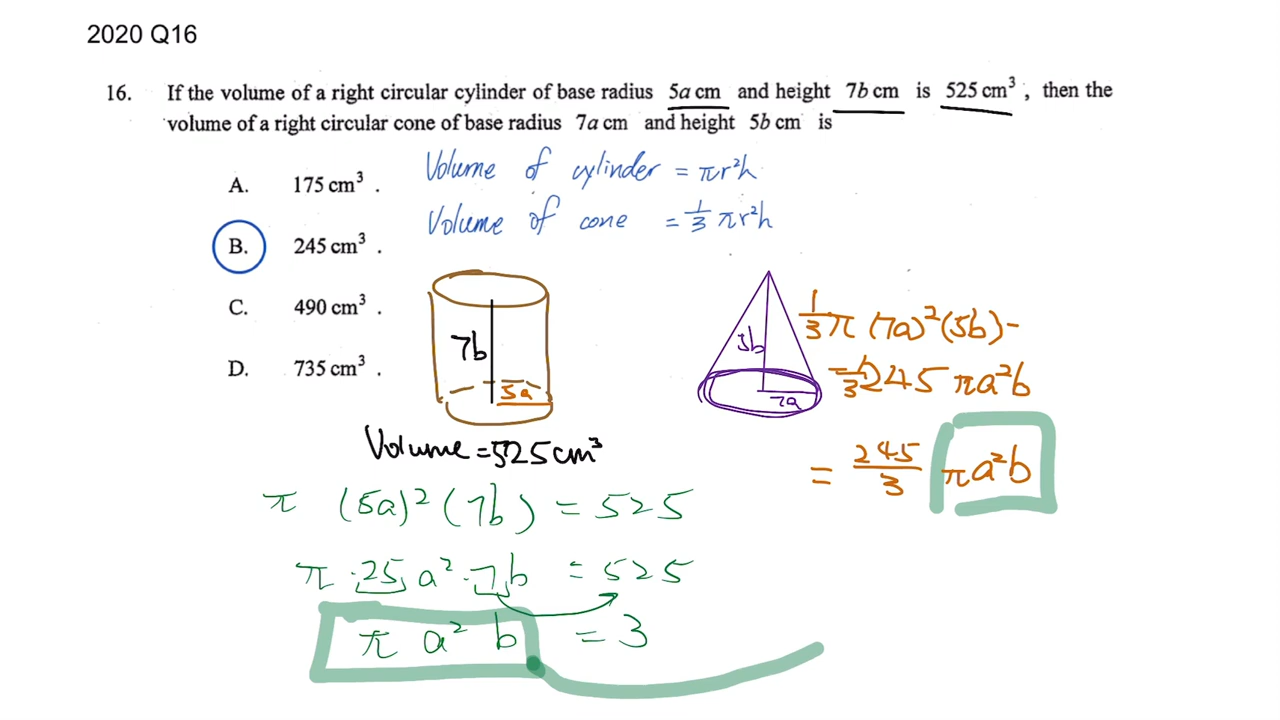 2020 Q16
16. If the volume of a right circular cylinder of base radius 5a cm and height 7b cm is 525 cm³ , then the
volume of a right circular cone of base radius 7a cm and height 5b cm is
A. 175 cm³ .
B. 245 cm³ .
C. 490 cm³ .
D. 735 cm³ .
Volume of cylinder = πr²h
Volume of cone = 1/3 πr²h
7b
5a
Volume = 525 cm³
π (5a)² (7b) = 525
π · 25 a² · 7b = 525
π a² b = 3
5b
7a
1/3 π (7a)² (5b) =
= 1/3 245 πa²b
= 245/3 πa²b